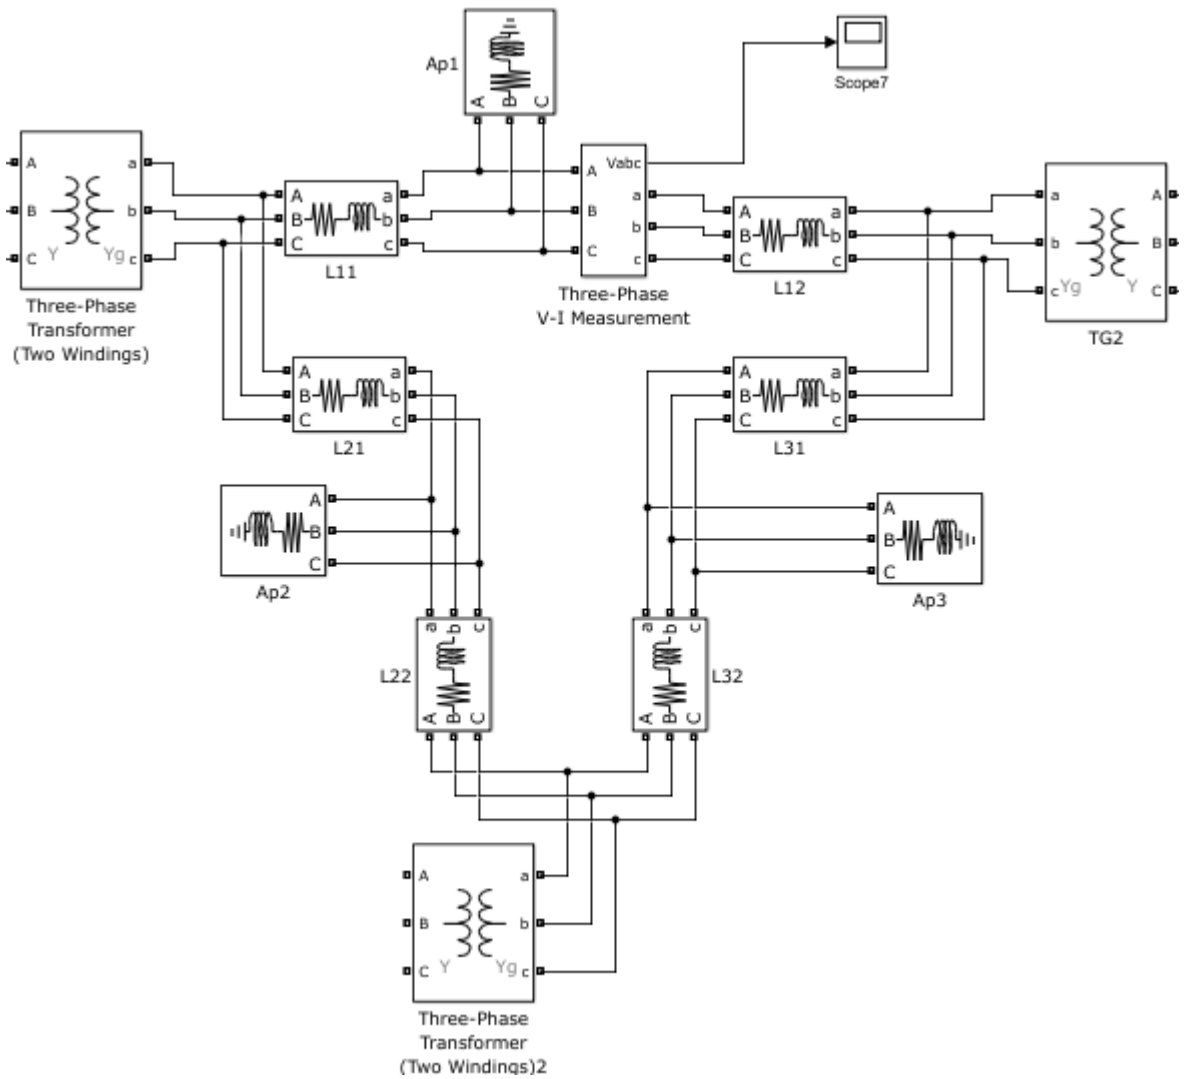 Ap1
A B C
Scope7
A a
B b
C c
Y Yg
Three-Phase
Transformer
(Two Windings)
A a
B b
C c
L11
Vabc
A a
B b
C c
Three-Phase
V-I Measurement
A a
B b
C c
L12
a A
b B
c C
Yg Y
TG2
A a
B b
C c
L21
A a
B b
C c
L31
A
B
C
Ap2
A
B
C
Ap3
a b c
L22
A B C
a b c
L32
A B C
A a
B b
C c
Y Yg
Three-Phase
Transformer
(Two Windings)2